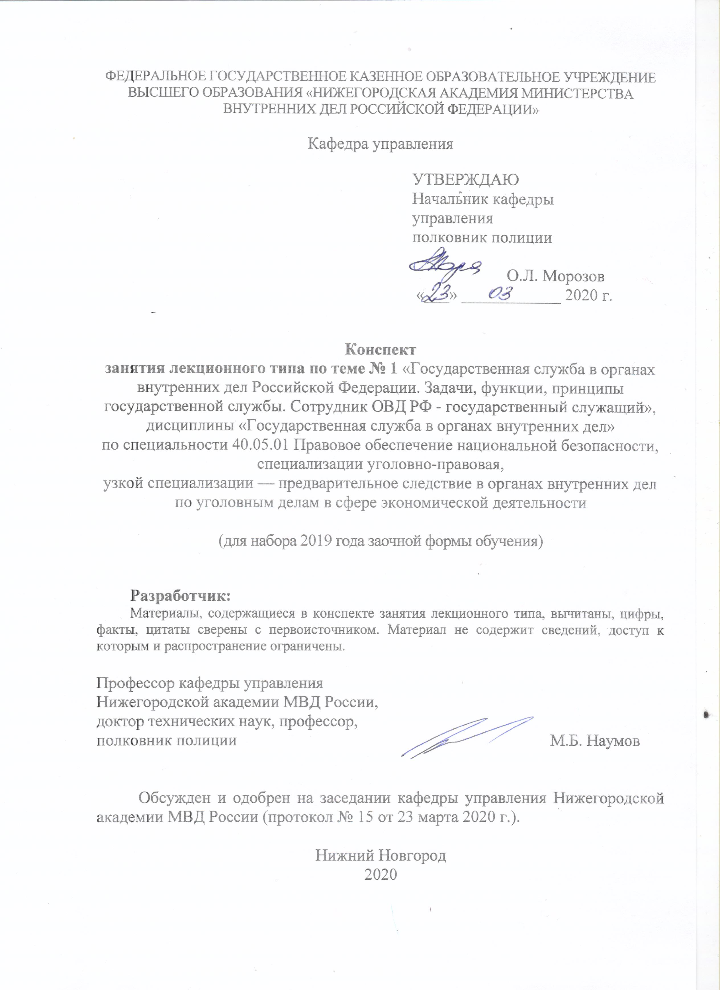 ФЕДЕРАЛЬНОЕ ГОСУДАРСТВЕННОЕ КАЗЕННОЕ ОБРАЗОВАТЕЛЬНОЕ УЧРЕЖДЕНИЕ
ВЫСШЕГО ОБРАЗОВАНИЯ «НИЖЕГОРОДСКАЯ АКАДЕМИЯ МИНИСТЕРСТВА
ВНУТРЕННИХ ДЕЛ РОССИЙСКОЙ ФЕДЕРАЦИИ»
Кафедра управления
УТВЕРЖДАЮ
Начальник кафедры
управления
полковник полиции
О.Л. Морозов
«23» 03 2020 г.
Конспект
занятия лекционного типа по теме № 1 «Государственная служба в органах
внутренних дел Российской Федерации. Задачи, функции, принципы
государственной службы. Сотрудник ОВД РФ - государственный служащий»,
дисциплины «Государственная служба в органах внутренних дел»
по специальности 40.05.01 Правовое обеспечение национальной безопасности,
специализации уголовно-правовая,
узкой специализации — предварительное следствие в органах внутренних дел
по уголовным делам в сфере экономической деятельности
(для набора 2019 года заочной формы обучения)
Разработчик:
Материалы, содержащиеся в конспекте занятия лекционного типа, вычитаны, цифры,
факты, цитаты сверены с первоисточником. Материал не содержит сведений, доступ к
которым и распространение ограничены.
Профессор кафедры управления
Нижегородской академии МВД России,
доктор технических наук, профессор,
полковник полиции М.Б. Наумов
Обсужден и одобрен на заседании кафедры управления Нижегородской
академии МВД России (протокол № 15 от 23 марта 2020 г.).
Нижний Новгород
2020